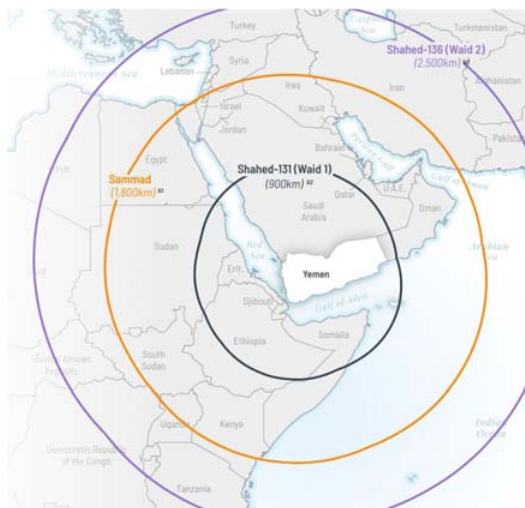 Turkey
Caspian
Sea
Turkmenistan
Shahed-136 (Waid 2)
(2,500km)
Mediterranean Sea
Lebanon
Syria
Iraq
Iran
Afghanistan
Israel
Kuwait
Jordan
Pakistan
Bahrain
Persian Gulf
Egypt
Shahed-131 (Waid 1)
(900km) 52
Sammad
(1,800km) 51
Qatar
U.A.E.
Gulf of Oman
Saudi
Arabia
Oman
Red
Sea
Arabian
Sea
Sudan
Yemen
Erit.
Djibouti
Gulf of Aden
Ethiopia
Somalia
Central African
Republic
South
Sudan
Uganda
Kenya
Indian
Ocean
Democratic Republic
of the Congo
Tanzania